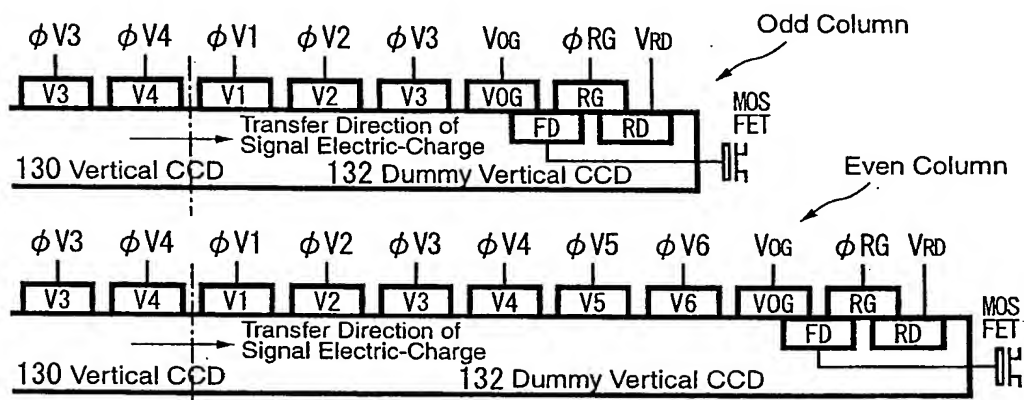 Odd Column
ϕV3 ϕV4 ϕV1 ϕV2 ϕV3 VOG ϕRG VRD
V3 V4 V1 V2 V3 VOG RG
MOS
FET
FD RD
Transfer Direction of
Signal Electric-Charge
130 Vertical CCD 132 Dummy Vertical CCD
Even Column
ϕV3 ϕV4 ϕV1 ϕV2 ϕV3 ϕV4 ϕV5 ϕV6 VOG ϕRG VRD
V3 V4 V1 V2 V3 V4 V5 V6 VOG RG
MOS
FET
FD RD
Transfer Direction of
Signal Electric-Charge
130 Vertical CCD 132 Dummy Vertical CCD